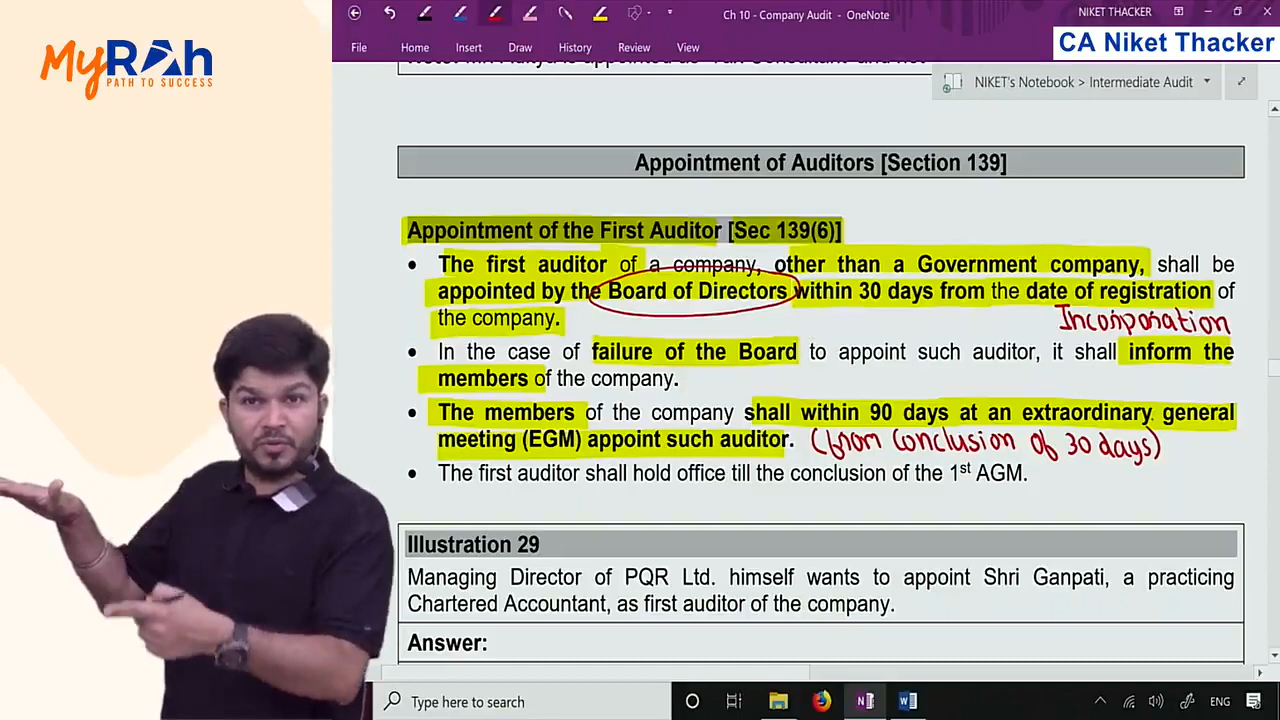 MyRAh
PATH TO SUCCESS
Ch 10 - Company Audit - OneNote
NIKET THACKER
File Home Insert Draw History Review View
CA Niket Thacker
NIKET's Notebook > Intermediate Audit
Appointment of Auditors [Section 139]
Appointment of the First Auditor [Sec 139(6)]
• The first auditor of a company, other than a Government company, shall be
appointed by the Board of Directors within 30 days from the date of registration of
the company.
Incorporation
• In the case of failure of the Board to appoint such auditor, it shall inform the
members of the company.
• The members of the company shall within 90 days at an extraordinary general
meeting (EGM) appoint such auditor. (from conclusion of 30 days)
• The first auditor shall hold office till the conclusion of the 1st AGM.
Illustration 29
Managing Director of PQR Ltd. himself wants to appoint Shri Ganpati, a practicing
Chartered Accountant, as first auditor of the company.
Answer:
Type here to search
ENG